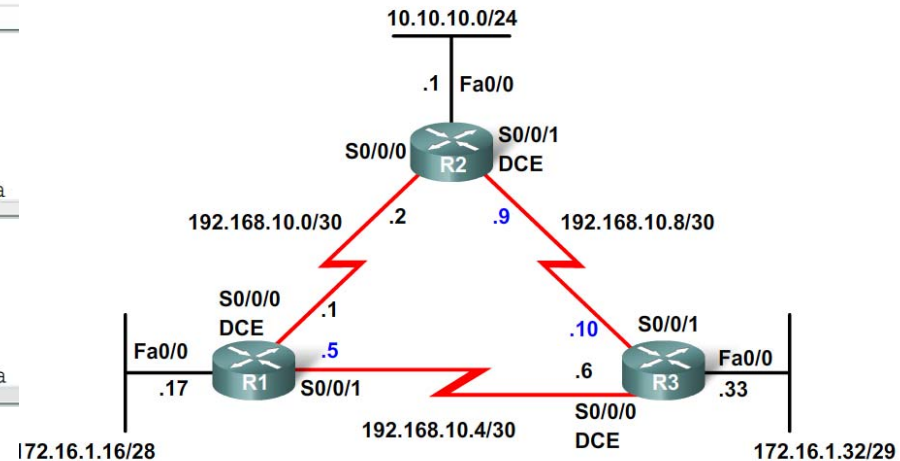 10.10.10.0/24
.1
Fa0/0
S0/0/1
S0/0/0
R2
DCE
a
192.168.10.0/30
.2
.9
192.168.10.8/30
S0/0/0
DCE
.1
.10
S0/0/1
Fa0/0
.5
R1
.17
S0/0/1
.6
R3
Fa0/0
.33
a
S0/0/0
DCE
192.168.10.4/30
172.16.1.16/28
172.16.1.32/29